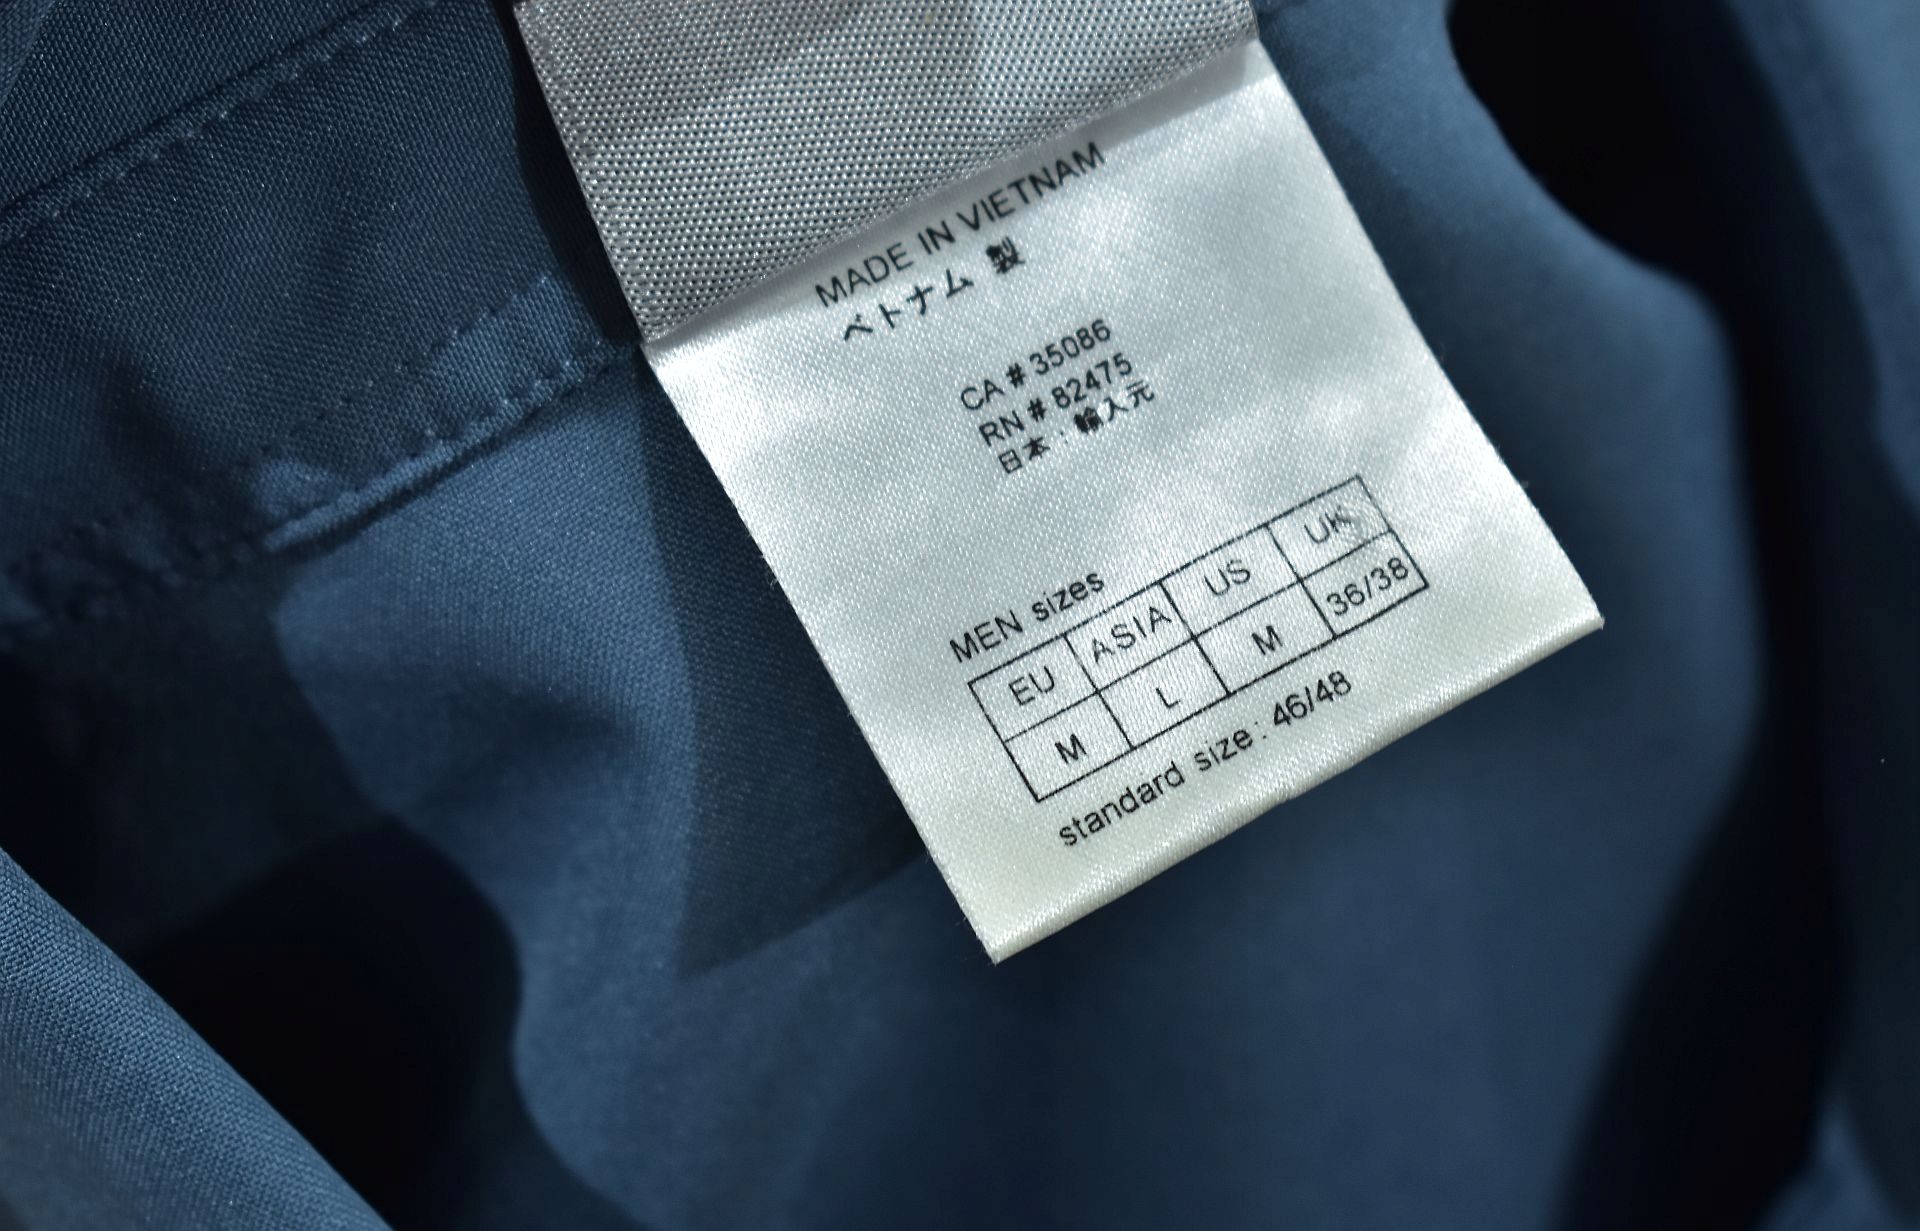 MADE IN VIETNAM
ベトナム 製
CA # 35086
RN # 82475
日本 : 輸入元
MEN sizes
EU ASIA US UK
M L M 36/38
standard size : 46/48